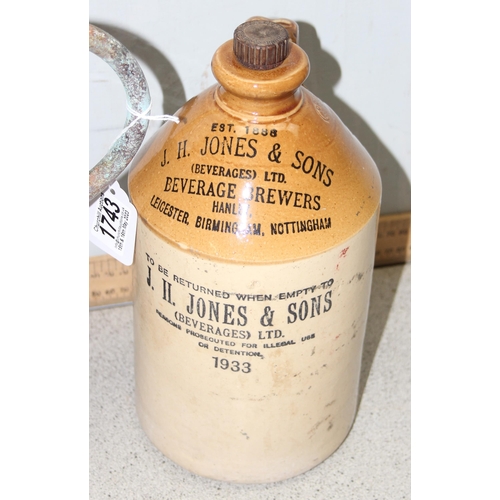 EST. 1886
J. H. JONES & SONS
(BEVERAGES) LTD.
BEVERAGE BREWERS
HANLEY
LEICESTER, BIRMINGHAM, NOTTINGHAM
TO BE RETURNED WHEN EMPTY TO
J. H. JONES & SONS
(BEVERAGES) LTD.
PERSONS PROSECUTED FOR ILLEGAL USE
OR DETENTION.
1933
1743